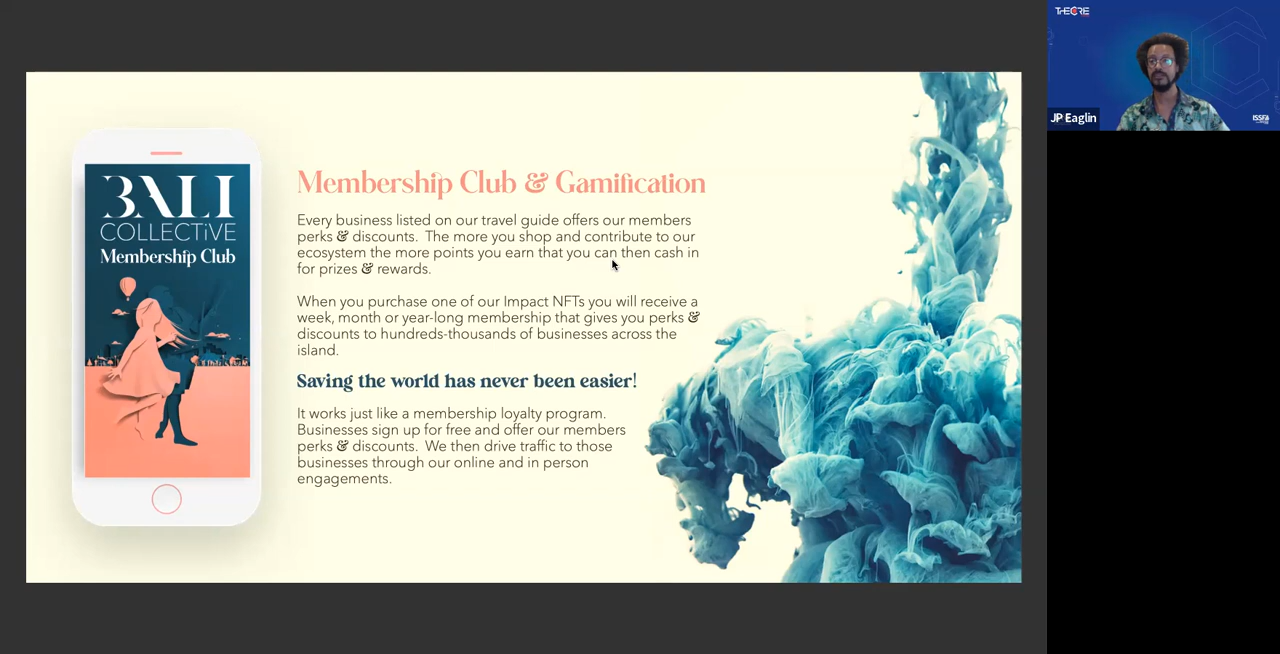 BALI
COLLECTiVE
Membership Club
Membership Club & Gamification
Every business listed on our travel guide offers our members
perks & discounts.  The more you shop and contribute to our
ecosystem the more points you earn that you can then cash in
for prizes & rewards.
When you purchase one of our Impact NFTs you will receive a
week, month or year-long membership that gives you perks &
discounts to hundreds-thousands of businesses across the
island.
Saving the world has never been easier!
It works just like a membership loyalty program.
Businesses sign up for free and offer our members
perks & discounts.  We then drive traffic to those
businesses through our online and in person
engagements.
THECRE
JP Eaglin
ISSFA